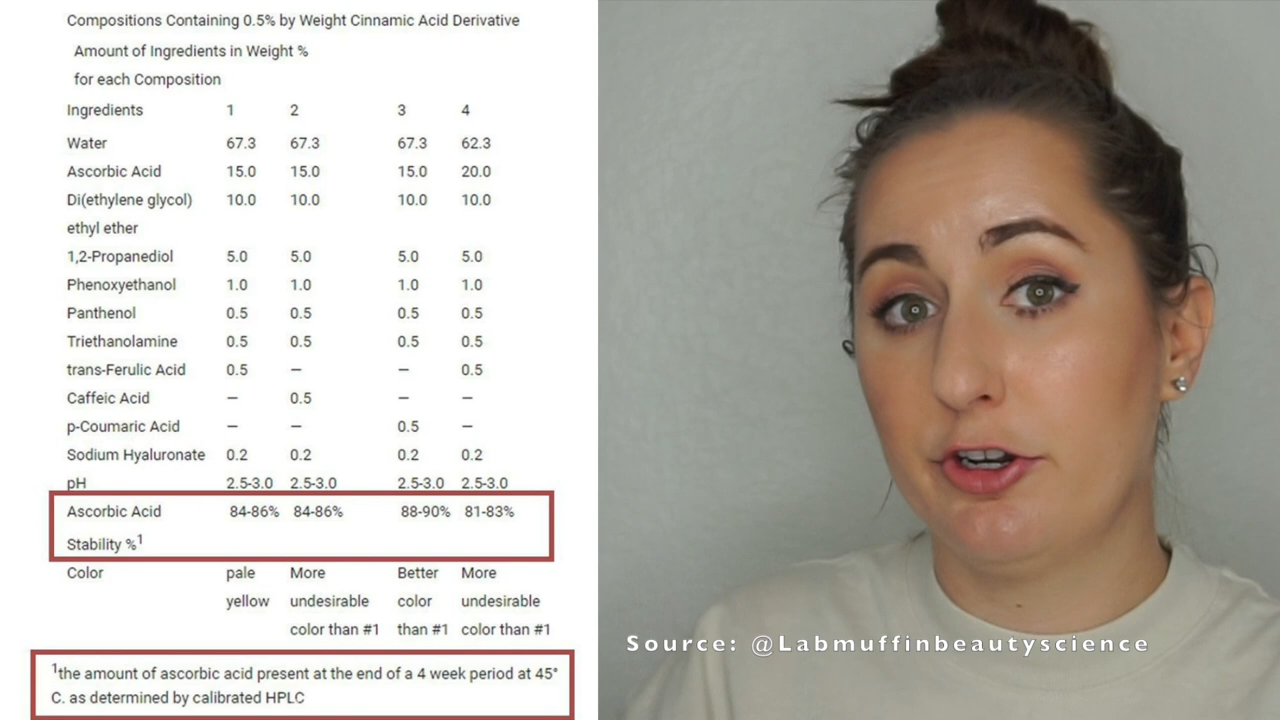 Compositions Containing 0.5% by Weight Cinnamic Acid Derivative
Amount of Ingredients in Weight %
for each Composition
Ingredients 1 2 3 4
Water 67.3 67.3 67.3 62.3
Ascorbic Acid 15.0 15.0 15.0 20.0
Di(ethylene glycol) 10.0 10.0 10.0 10.0
ethyl ether
1,2-Propanediol 5.0 5.0 5.0 5.0
Phenoxyethanol 1.0 1.0 1.0 1.0
Panthenol 0.5 0.5 0.5 0.5
Triethanolamine 0.5 0.5 0.5 0.5
trans-Ferulic Acid 0.5 — — 0.5
Caffeic Acid — 0.5 — —
p-Coumaric Acid — — 0.5 —
Sodium Hyaluronate 0.2 0.2 0.2 0.2
pH 2.5-3.0 2.5-3.0 2.5-3.0 2.5-3.0
Ascorbic Acid 84-86% 84-86% 88-90% 81-83%
Stability %¹
Color pale More Better More
yellow undesirable color undesirable
color than #1 than #1 color than #1
¹the amount of ascorbic acid present at the end of a 4 week period at 45°
C. as determined by calibrated HPLC
Source: @Labmuffinbeautyscience